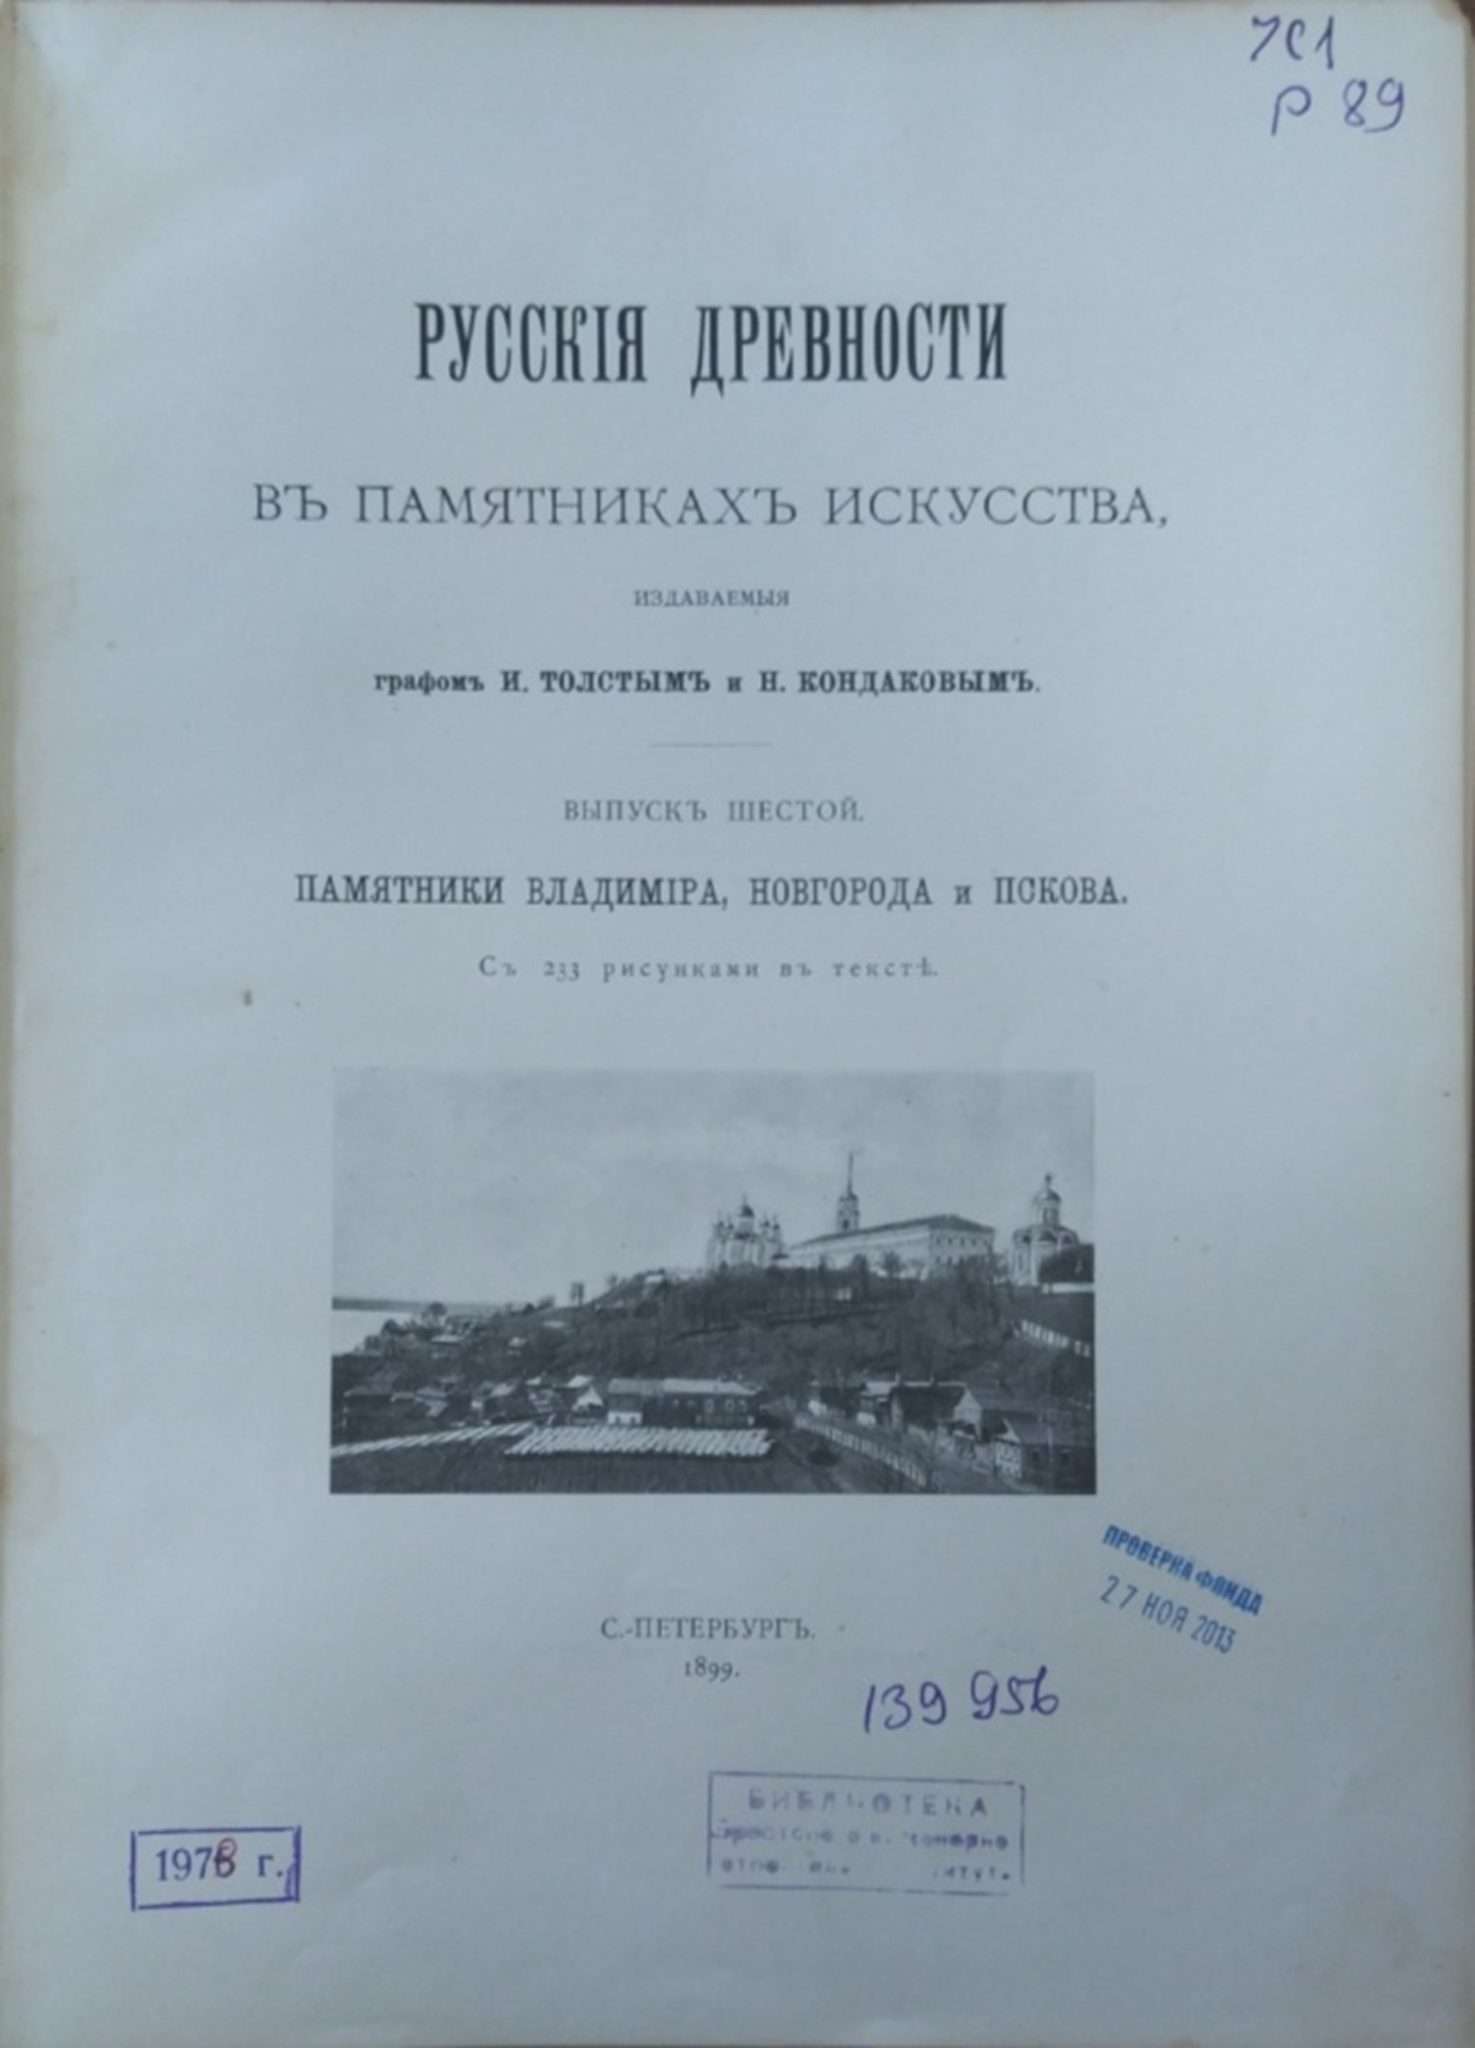 7С1
Р 89
РУССКІЯ ДРЕВНОСТИ
ВЪ ПАМЯТНИКАХЪ ИСКУССТВА,
ИЗДАВАЕМЫЯ
графомъ И. ТОЛСТЫМЪ и Н. КОНДАКОВЫМЪ.
ВЫПУСКЪ ШЕСТОЙ.
ПАМЯТНИКИ ВЛАДИМІРА, НОВГОРОДА и ПСКОВА.
Съ 233 рисунками въ текстѣ.
ПРОВЕРКА ФОНДА
27 НОЯ 2013
С.-ПЕТЕРБУРГЪ.
1899.
139 956
БИБЛИОТЕКА
1978 г.